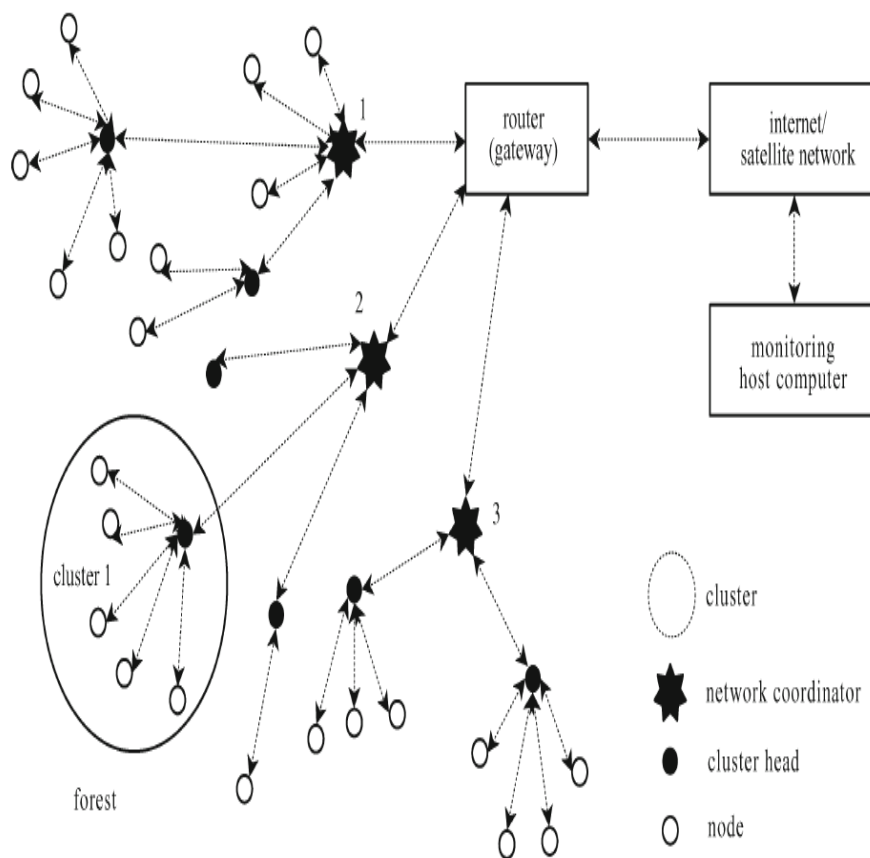 1
router
(gateway)
internet/
satellite network
2
monitoring
host computer
3
cluster 1
cluster
network coordinator
cluster head
forest
node